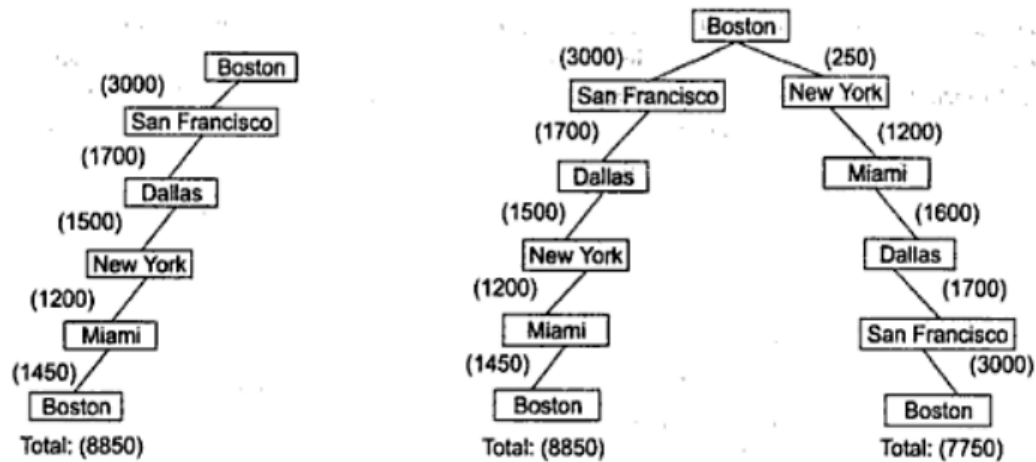 Boston
(3000)
San Francisco
(1700)
Dallas
(1500)
New York
(1200)
Miami
(1450)
Boston
Total: (8850)
Boston
(3000)
San Francisco
(1700)
Dallas
(1500)
New York
(1200)
Miami
(1450)
Boston
Total: (8850)
(250)
New York
(1200)
Miami
(1600)
Dallas
(1700)
San Francisco
(3000)
Boston
Total: (7750)